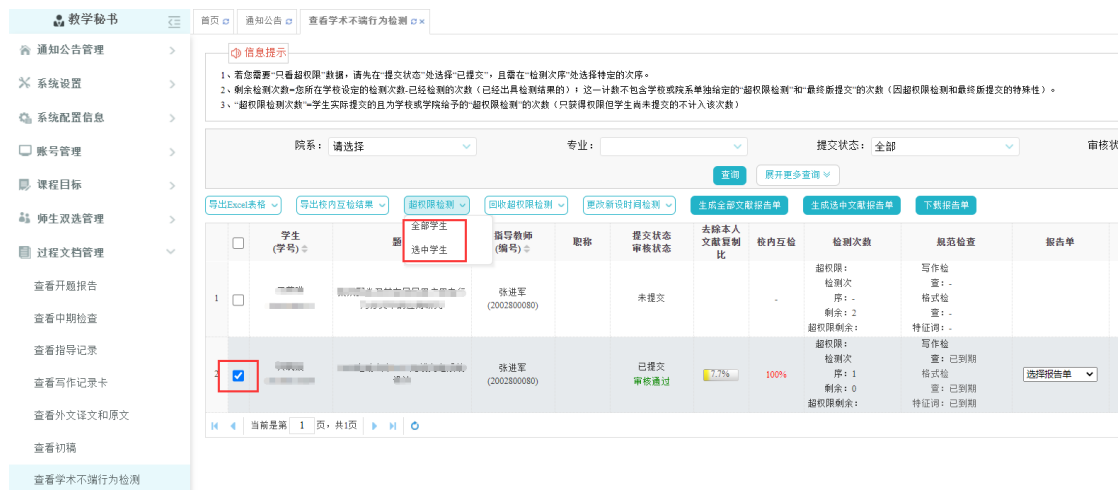 教学秘书
首页 通知公告 查看学术不端行为检测
通知公告管理
系统设置
系统配置信息
账号管理
课程目标
师生双选管理
过程文档管理
查看开题报告
查看中期检查
查看指导记录
查看写作记录卡
查看外文译文和原文
查看初稿
查看学术不端行为检测
信息提示
1、若您需要“只看超权限”数据，请先在“提交状态”处选择“已提交”，且需在“检测次序”处选择特定的次序。
2、剩余检测次数=您所在学校设定的检测次数-已经检测的次数（已经出具检测结果的）；这一计数不包含学校或院系单独给定的“超权限检测”和“最终版提交”的次数（因超权限检测和最终版提交的特殊性）。
3、“超权限检测次数”=学生实际提交的且为学校或学院给予的“超权限检测”的次数（只获得权限但学生尚未提交的不计入该次数）
院系： 请选择 专业： 提交状态： 全部 审核状
查询 展开更多查询
导出Excel表格 导出校内互检结果 超权限检测 回收超权限检测 更改新设时间检测 生成全部文献报告单 生成选中文献报告单 下载报告单
全部学生
选中学生
学生
(学号)
题
指导教师
(编号)
职称
提交状态
审核状态
去除本人
文献复制
比
校内互检
检测次数
规范检查
报告单
1
张进军
(2002800080)
未提交
-
超权限：
检测次
序：-
剩余：2
超权限剩余：
写作检
查：-
格式检
查：-
特征词：-
2
张进军
(2002800080)
已提交
审核通过
7.7%
100%
超权限：
检测次
序：1
剩余：0
超权限剩余：
写作检
查：已到期
格式检
查：已到期
特征词：已到期
选择报告单
当前是第 1 页，共1页